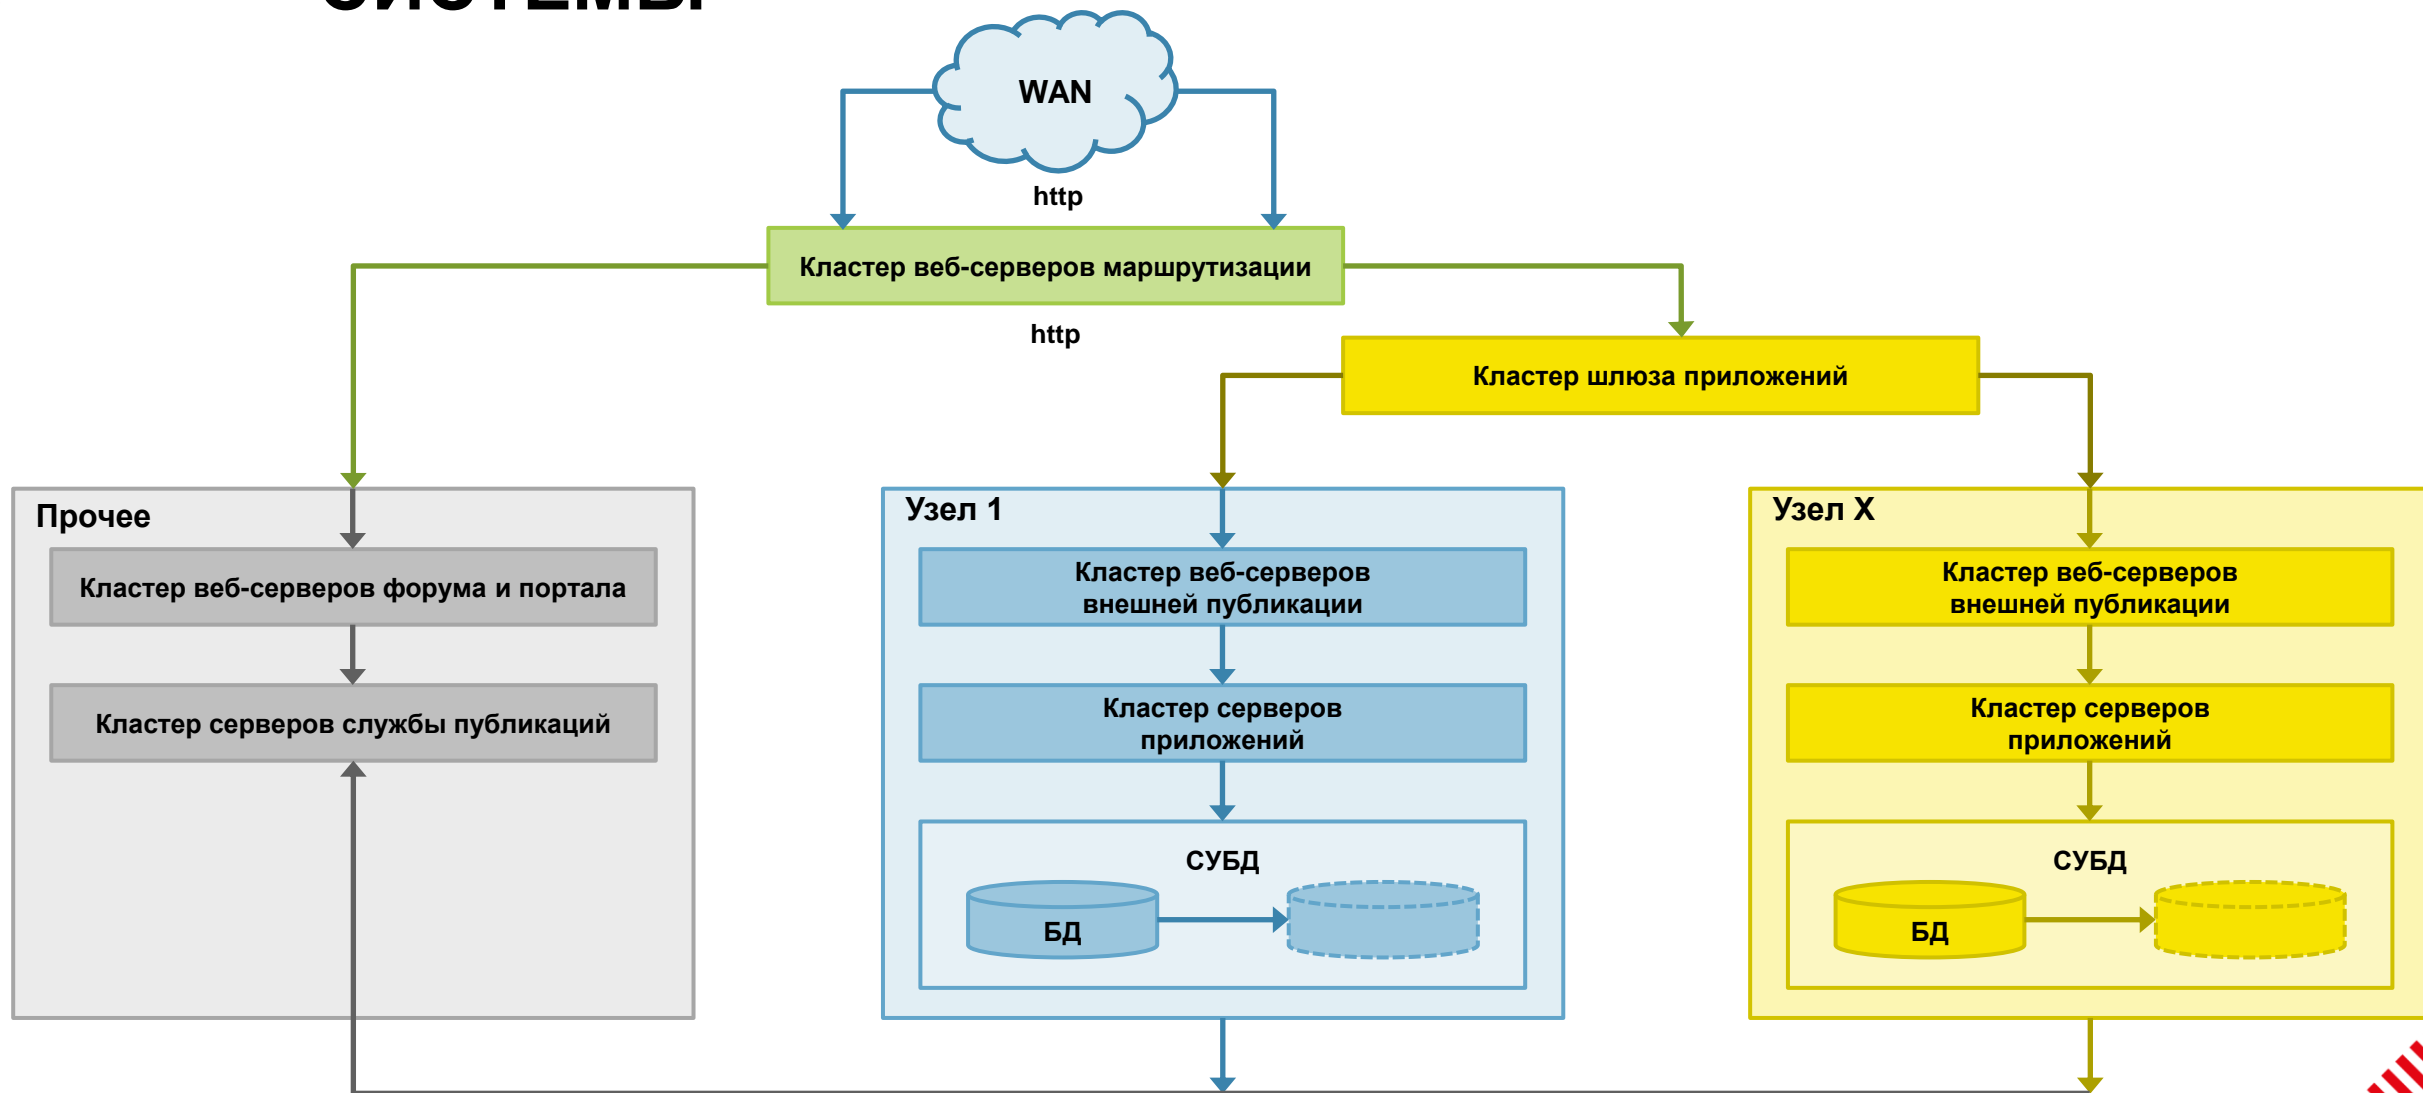 СИСТЕМЫ
WAN
http
Кластер веб-серверов маршрутизации
http
Кластер шлюза приложений
Прочее
Кластер веб-серверов форума и портала
Кластер серверов службы публикаций
Узел 1
Кластер веб-серверов
внешней публикации
Кластер серверов
приложений
СУБД
БД
Узел X
Кластер веб-серверов
внешней публикации
Кластер серверов
приложений
СУБД
БД